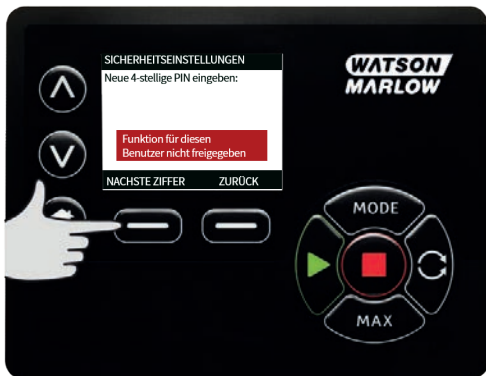 SICHERHEITSEINSTELLUNGEN
Neue 4-stellige PIN eingeben:
Funktion für diesen
Benutzer nicht freigegeben
NACHSTE ZIFFER ZURÜCK
WATSON
MARLOW
MODE
MAX